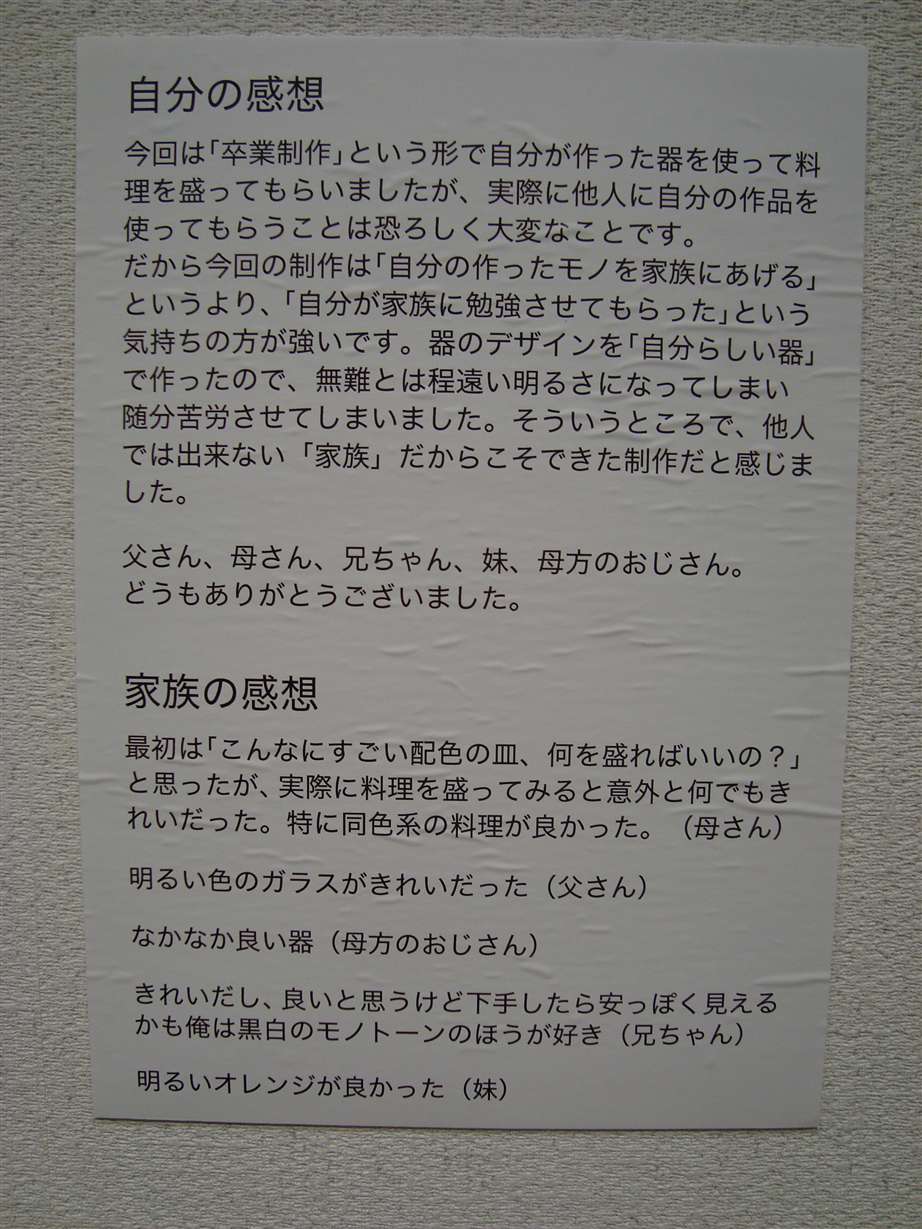 自分の感想
今回は｢卒業制作｣という形で自分が作った器を使って料
理を盛ってもらいましたが、実際に他人に自分の作品を
使ってもらうことは恐ろしく大変なことです。
だから今回の制作は｢自分の作ったモノを家族にあげる｣
というより､｢自分が家族に勉強させてもらった｣という
気持ちの方が強いです。器のデザインを｢自分らしい器｣
で作ったので、無難とは程遠い明るさになってしまい
随分苦労させてしまいました。そういうところで、他人
では出来ない「家族」だからこそできた制作だと感じま
した。
父さん、母さん、兄ちゃん、妹、母方のおじさん。
どうもありがとうございました。
家族の感想
最初は｢こんなにすごい配色の皿、何を盛ればいいの？｣
と思ったが､実際に料理を盛ってみると意外と何でもき
れいだった。特に同色系の料理が良かった。（母さん）
明るい色のガラスがきれいだった（父さん）
なかなか良い器（母方のおじさん）
きれいだし､良いと思うけど下手したら安っぽく見える
かも俺は黒白のモノトーンのほうが好き（兄ちゃん）
明るいオレンジが良かった（妹）